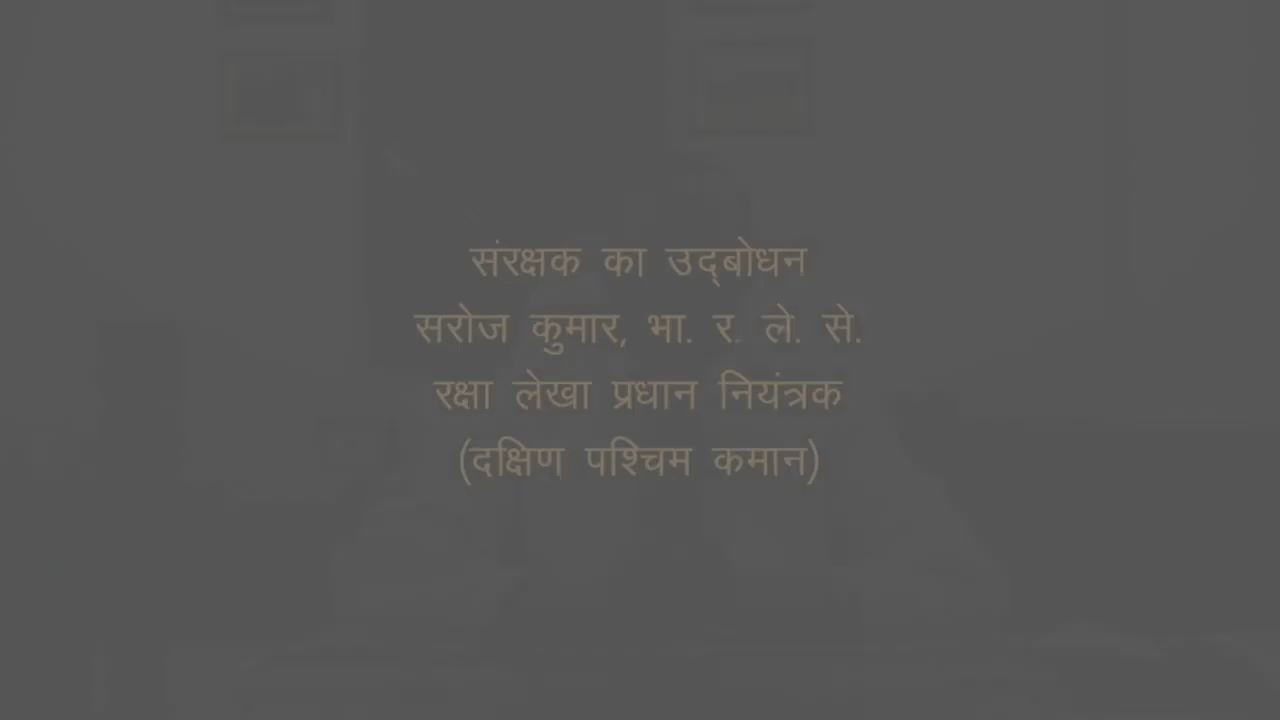 संरक्षक का उद्बोधन
सरोज कुमार, भा. र. ले. से.
रक्षा लेखा प्रधान नियंत्रक
(दक्षिण पश्चिम कमान)